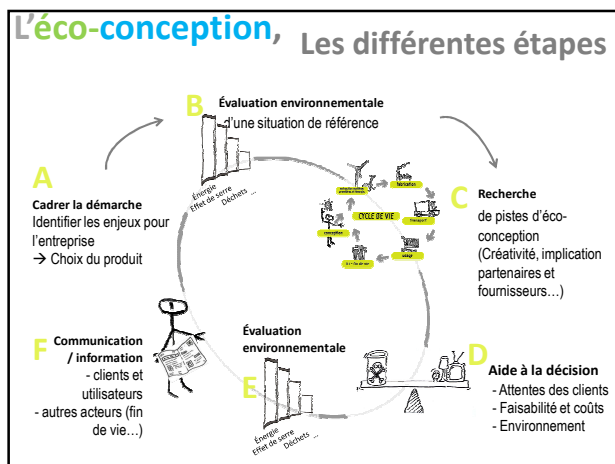 L'éco-conception, Les différentes étapes
B
Évaluation environnementale
d'une situation de référence
Énergie
Effet de serre
Déchets ...
A
Cadrer la démarche
Identifier les enjeux pour
l'entreprise
→ Choix du produit
fabrication
transport
usage
conception
CYCLE DE VIE
C
Recherche
de pistes d'éco-
conception
(Créativité, implication
partenaires et
fournisseurs…)
D
Aide à la décision
- Attentes des clients
- Faisabilité et coûts
- Environnement
E
Évaluation
environnementale
Énergie
Effet de serre
Déchets ...
F
Communication
/ information
- clients et
utilisateurs
- autres acteurs (fin
de vie…)